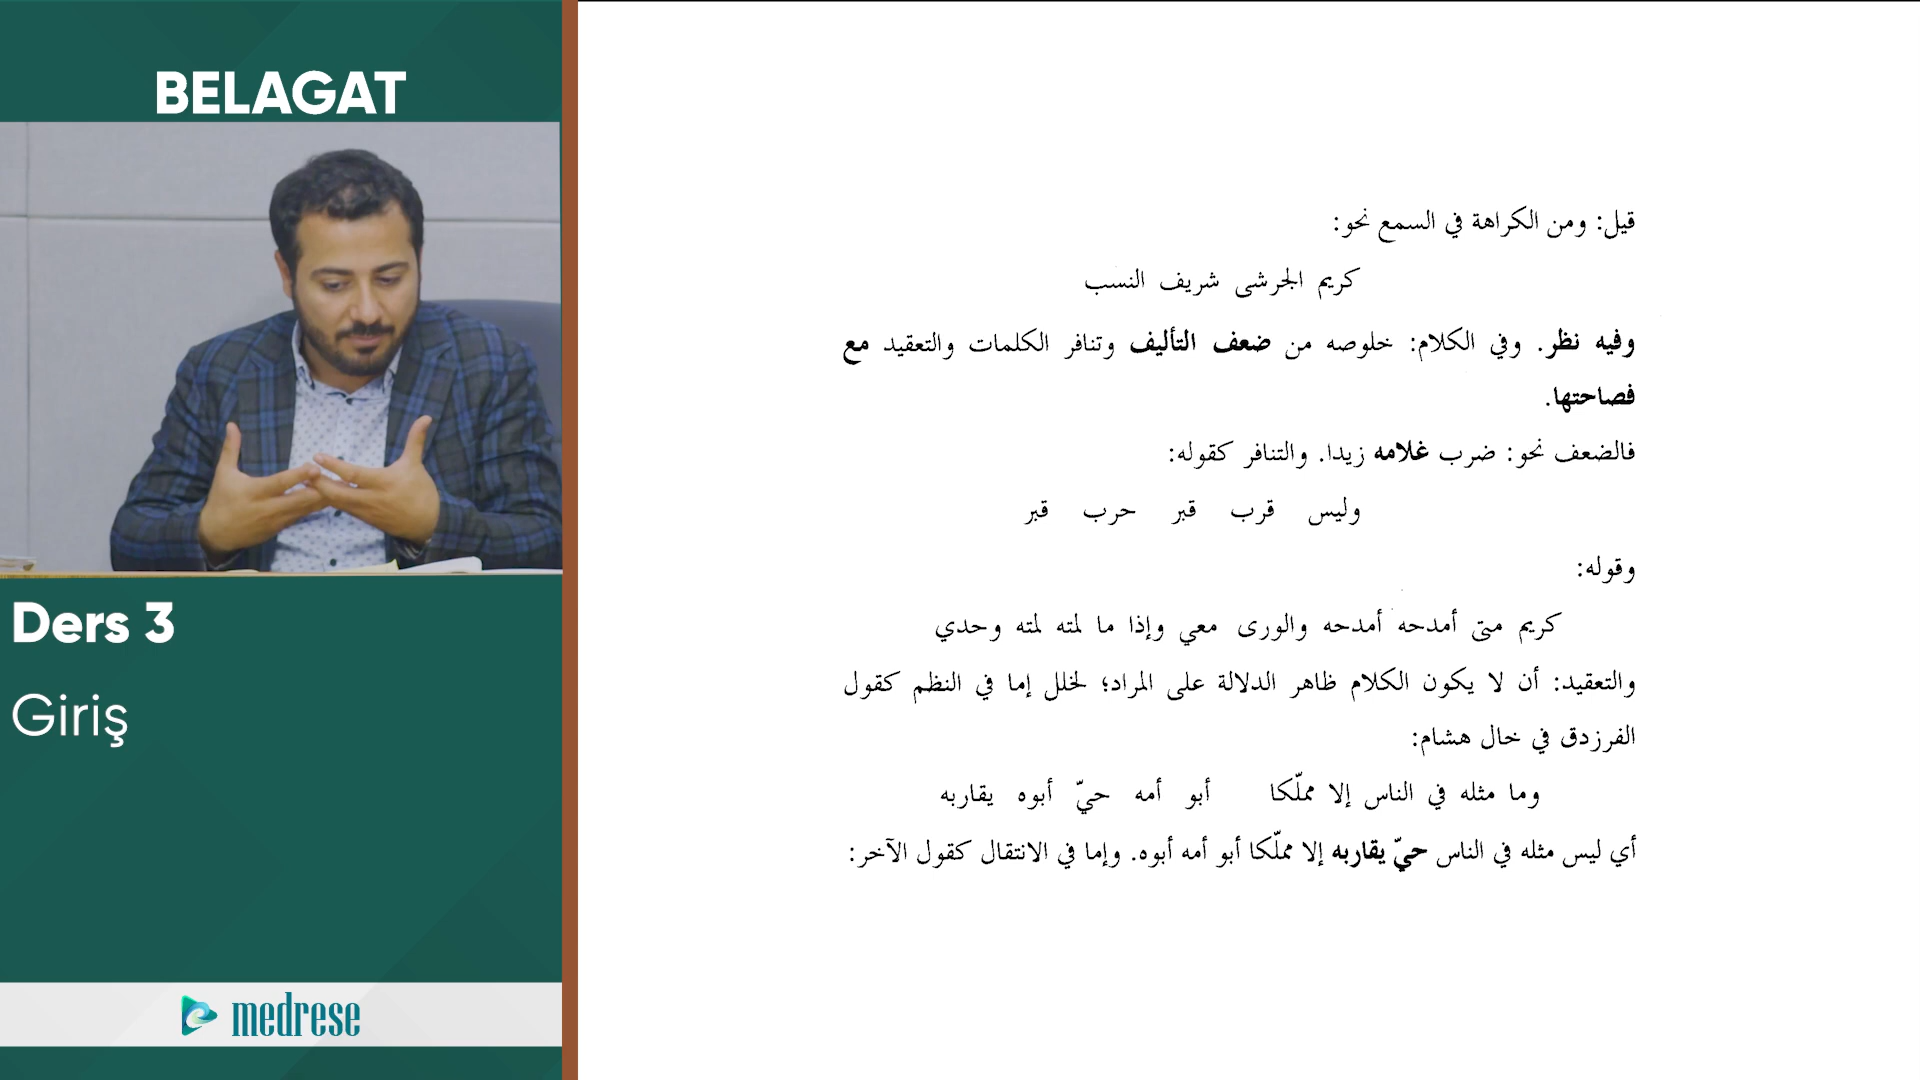 BELAGAT
Ders 3
Giriş
medrese
قيل: ومن الكراهة في السمع نحو:
كريم الجرشى شريف النسب
وفيه نظر. وفي الكلام: خلوصه من ضعف التأليف وتنافر الكلمات والتعقيد مع
فصاحتها.
فالضعف نحو: ضرب غلامه زيدا. والتنافر كقوله:
وليس قرب قبر حرب قبر
وقوله:
كريم متى أمدحه أمدحه والورى معي وإذا ما لمته لمته وحدي
والتعقيد: أن لا يكون الكلام ظاهر الدلالة على المراد؛ لخلل إما في النظم كقول
الفرزدق في خال هشام:
وما مثله في الناس إلا مملّكا أبو أمه حيّ أبوه يقاربه
أي ليس مثله في الناس حيّ يقاربه إلا مملّكا أبو أمه أبوه. وإما في الانتقال كقول الآخر: